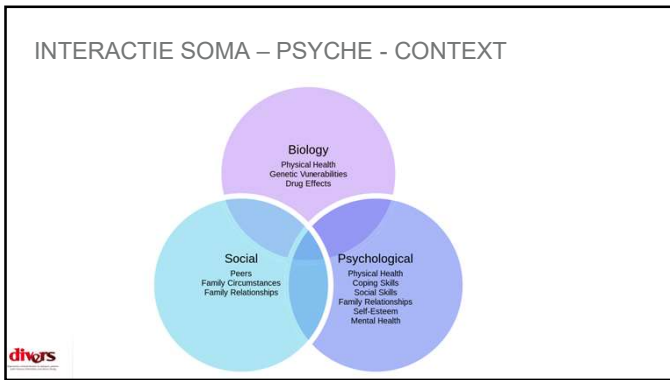 INTERACTIE SOMA – PSYCHE - CONTEXT
Biology
Physical Health
Genetic Vunerabilities
Drug Effects
Social
Peers
Family Circumstances
Family Relationships
Psychological
Physical Health
Coping Skills
Social Skills
Family Relationships
Self-Esteem
Mental Health
divers